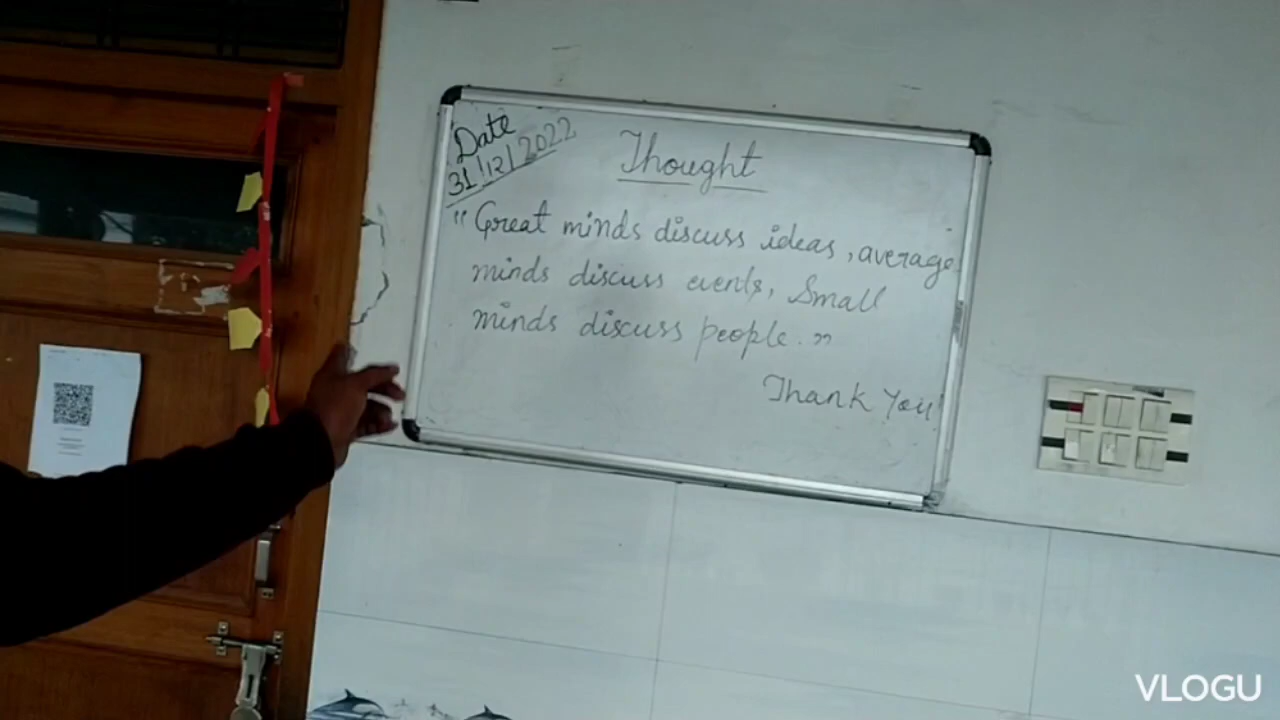 Date
31/12/2022
Thought
"Great minds discuss ideas, average
minds discuss events, Small
minds discuss people."
Thank You!
VLOGU